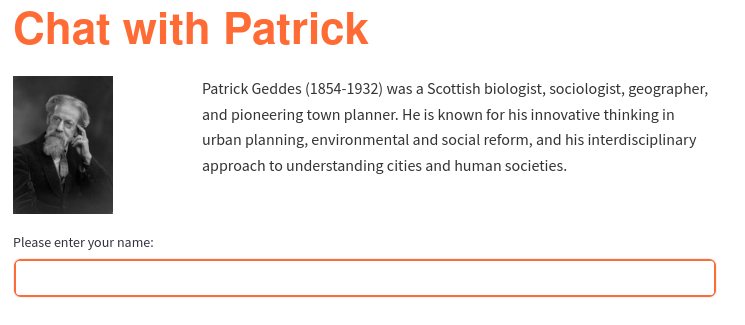 Chat with Patrick
Patrick Geddes (1854-1932) was a Scottish biologist, sociologist, geographer,
and pioneering town planner. He is known for his innovative thinking in
urban planning, environmental and social reform, and his interdisciplinary
approach to understanding cities and human societies.
Please enter your name: